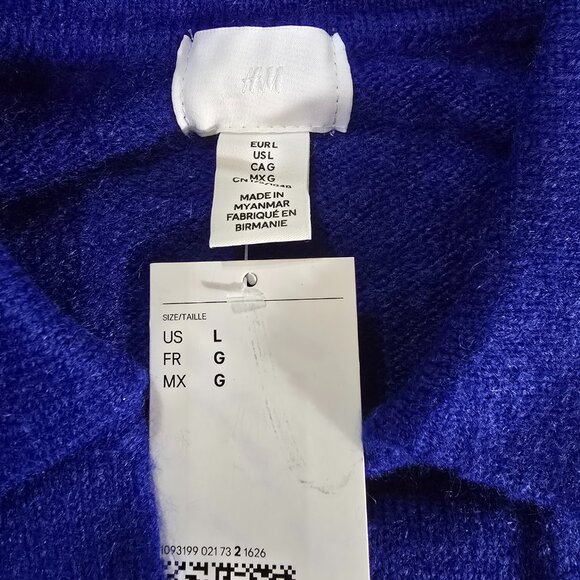 H&M
EUR L
US L
CA G
MX G
CN
MADE IN
MYANMAR
FABRIQUÉ EN
BIRMANIE
SIZE/TAILLE
US L
FR G
MX G
1093199 021 73 2 1626